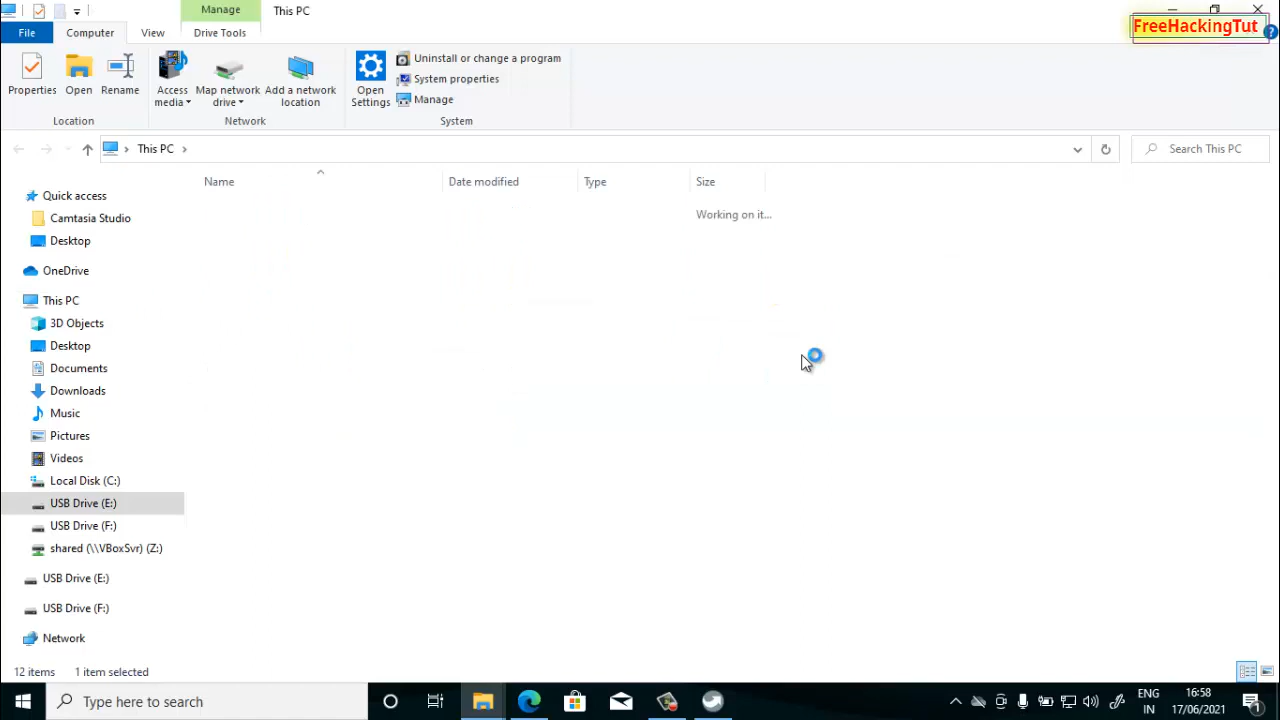 Manage
This PC
FreeHackingTut
File
Computer
View
Drive Tools
Properties
Open
Rename
Access media
Map network drive
Add a network location
Open Settings
Uninstall or change a program
System properties
Manage
Location
Network
System
This PC
Search This PC
Name
Date modified
Type
Size
Working on it...
Quick access
Camtasia Studio
Desktop
OneDrive
This PC
3D Objects
Desktop
Documents
Downloads
Music
Pictures
Videos
Local Disk (C:)
USB Drive (E:)
USB Drive (F:)
shared (\\VBoxSvr) (Z:)
USB Drive (E:)
USB Drive (F:)
Network
12 items
1 item selected
Type here to search
ENG
IN
16:58
17/06/2021
1